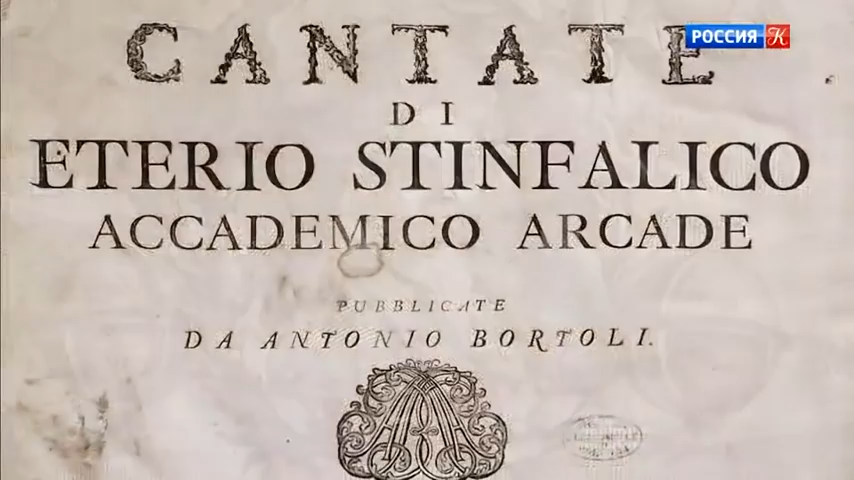 CANTATE
РОССИЯ К
DI
ETERIO STINFALICO
ACCADEMICO ARCADE
PUBBLICATE
DA ANTONIO BORTOLI.